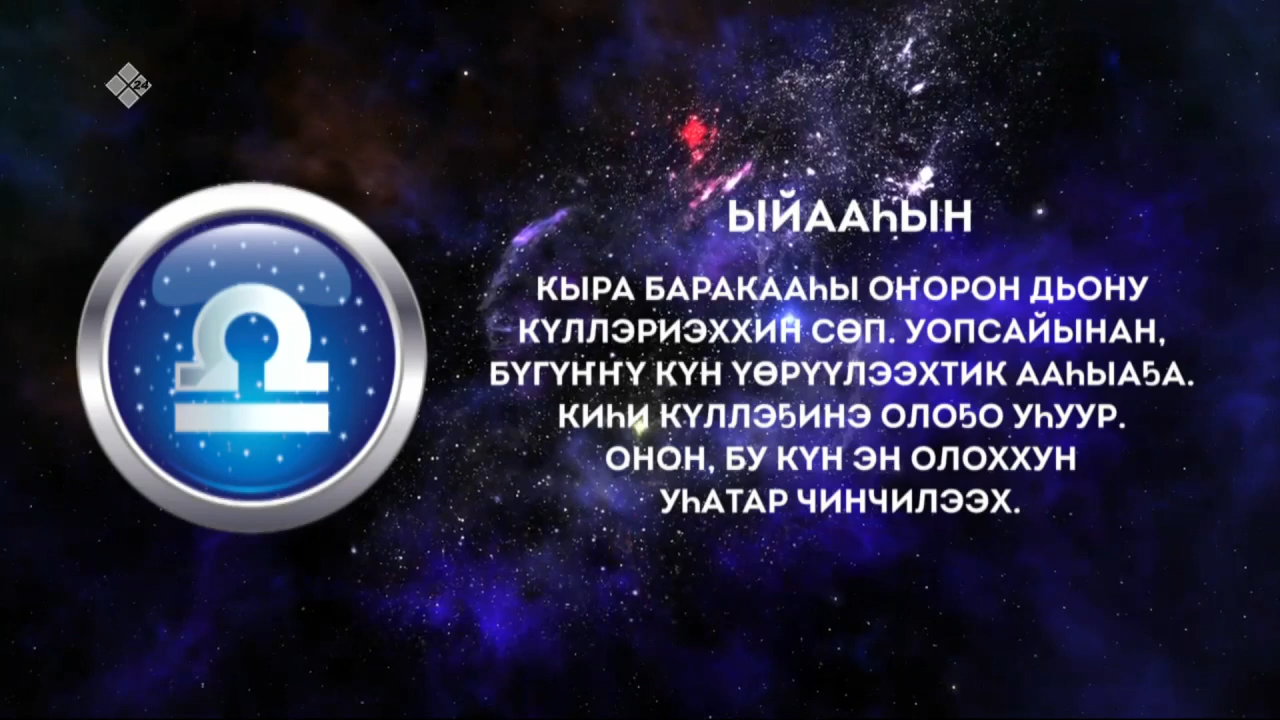 Х24
ЫЙААҺЫН
КЫРА БАРАКААҺЫ ОҤОРОН ДЬОНУ
КҮЛЛЭРИЭХХИН СӨП. УОПСАЙЫНАН,
БҮГҮҤҤҮ КҮН ҮӨРҮҮЛЭЭХТИК ААҺЫАҔА.
КИҺИ КҮЛЛЭҔИНЭ ОЛОҔО УҺУУР.
ОНОН, БУ КҮН ЭН ОЛОХХУН
УҺАТАР ЧИНЧИЛЭЭХ.